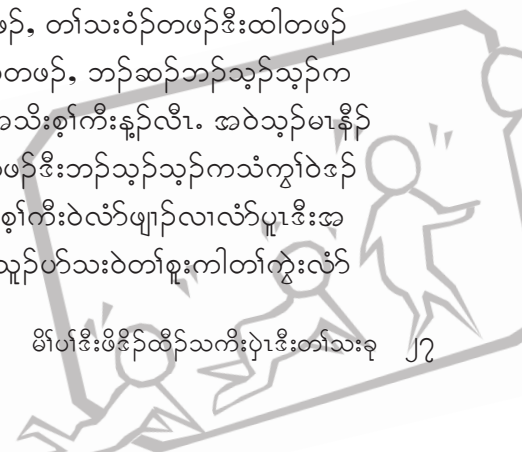 ဖၣ်, တၢ်သးဝံၣ်တဖၣ်ဒီးထါတဖၣ်
တဖၣ်, ဘၣ်ဆၣ်ဘၣ်သ့ၣ်သ့ၣ်က
အသိးစ့ၢ်ကီးန့ၣ်လီၤ. အဝဲသ့ၣ်မၤနီၣ်
ဖၣ်ဒီးဘၣ်သ့ၣ်သ့ၣ်ကသံကွၢ်ဝဲဒၣ်
စ့ၢ်ကီးဝဲလံာ်ဖျၢၣ်လၢလံာ်ပူၤဒီးအ
သူၣ်ပာ်သးဝဲတၢ်စူးကါတၢ်ကွဲးလံာ်
မိၢ်ပၢ်ဒီးဖိဒိၣ်ထီၣ်သကိးပှဲၤဒီးတၢ်သးခု ၂၇